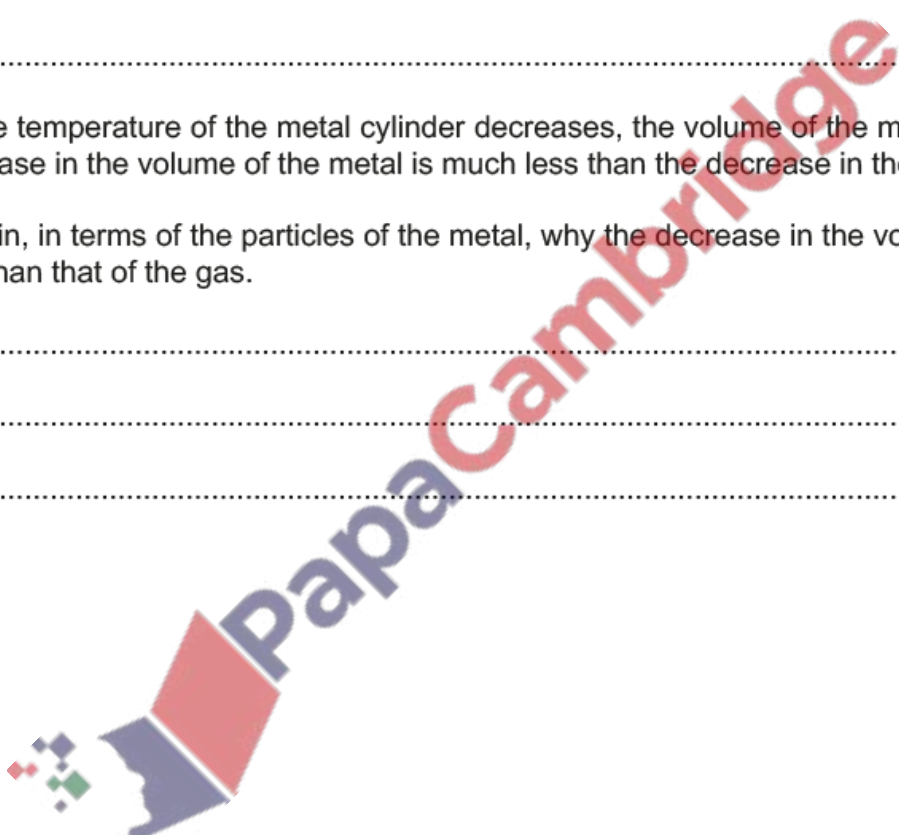 e temperature of the metal cylinder decreases, the volume of the m
ase in the volume of the metal is much less than the decrease in th
in, in terms of the particles of the metal, why the decrease in the vo
han that of the gas.
PapaCambridge